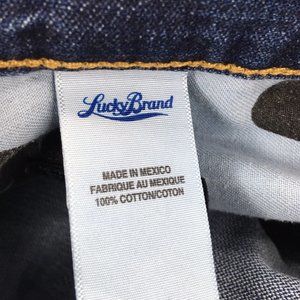 Lucky Brand
MADE IN MEXICO
FABRIQUE AU MEXIQUE
100% COTTON/COTON